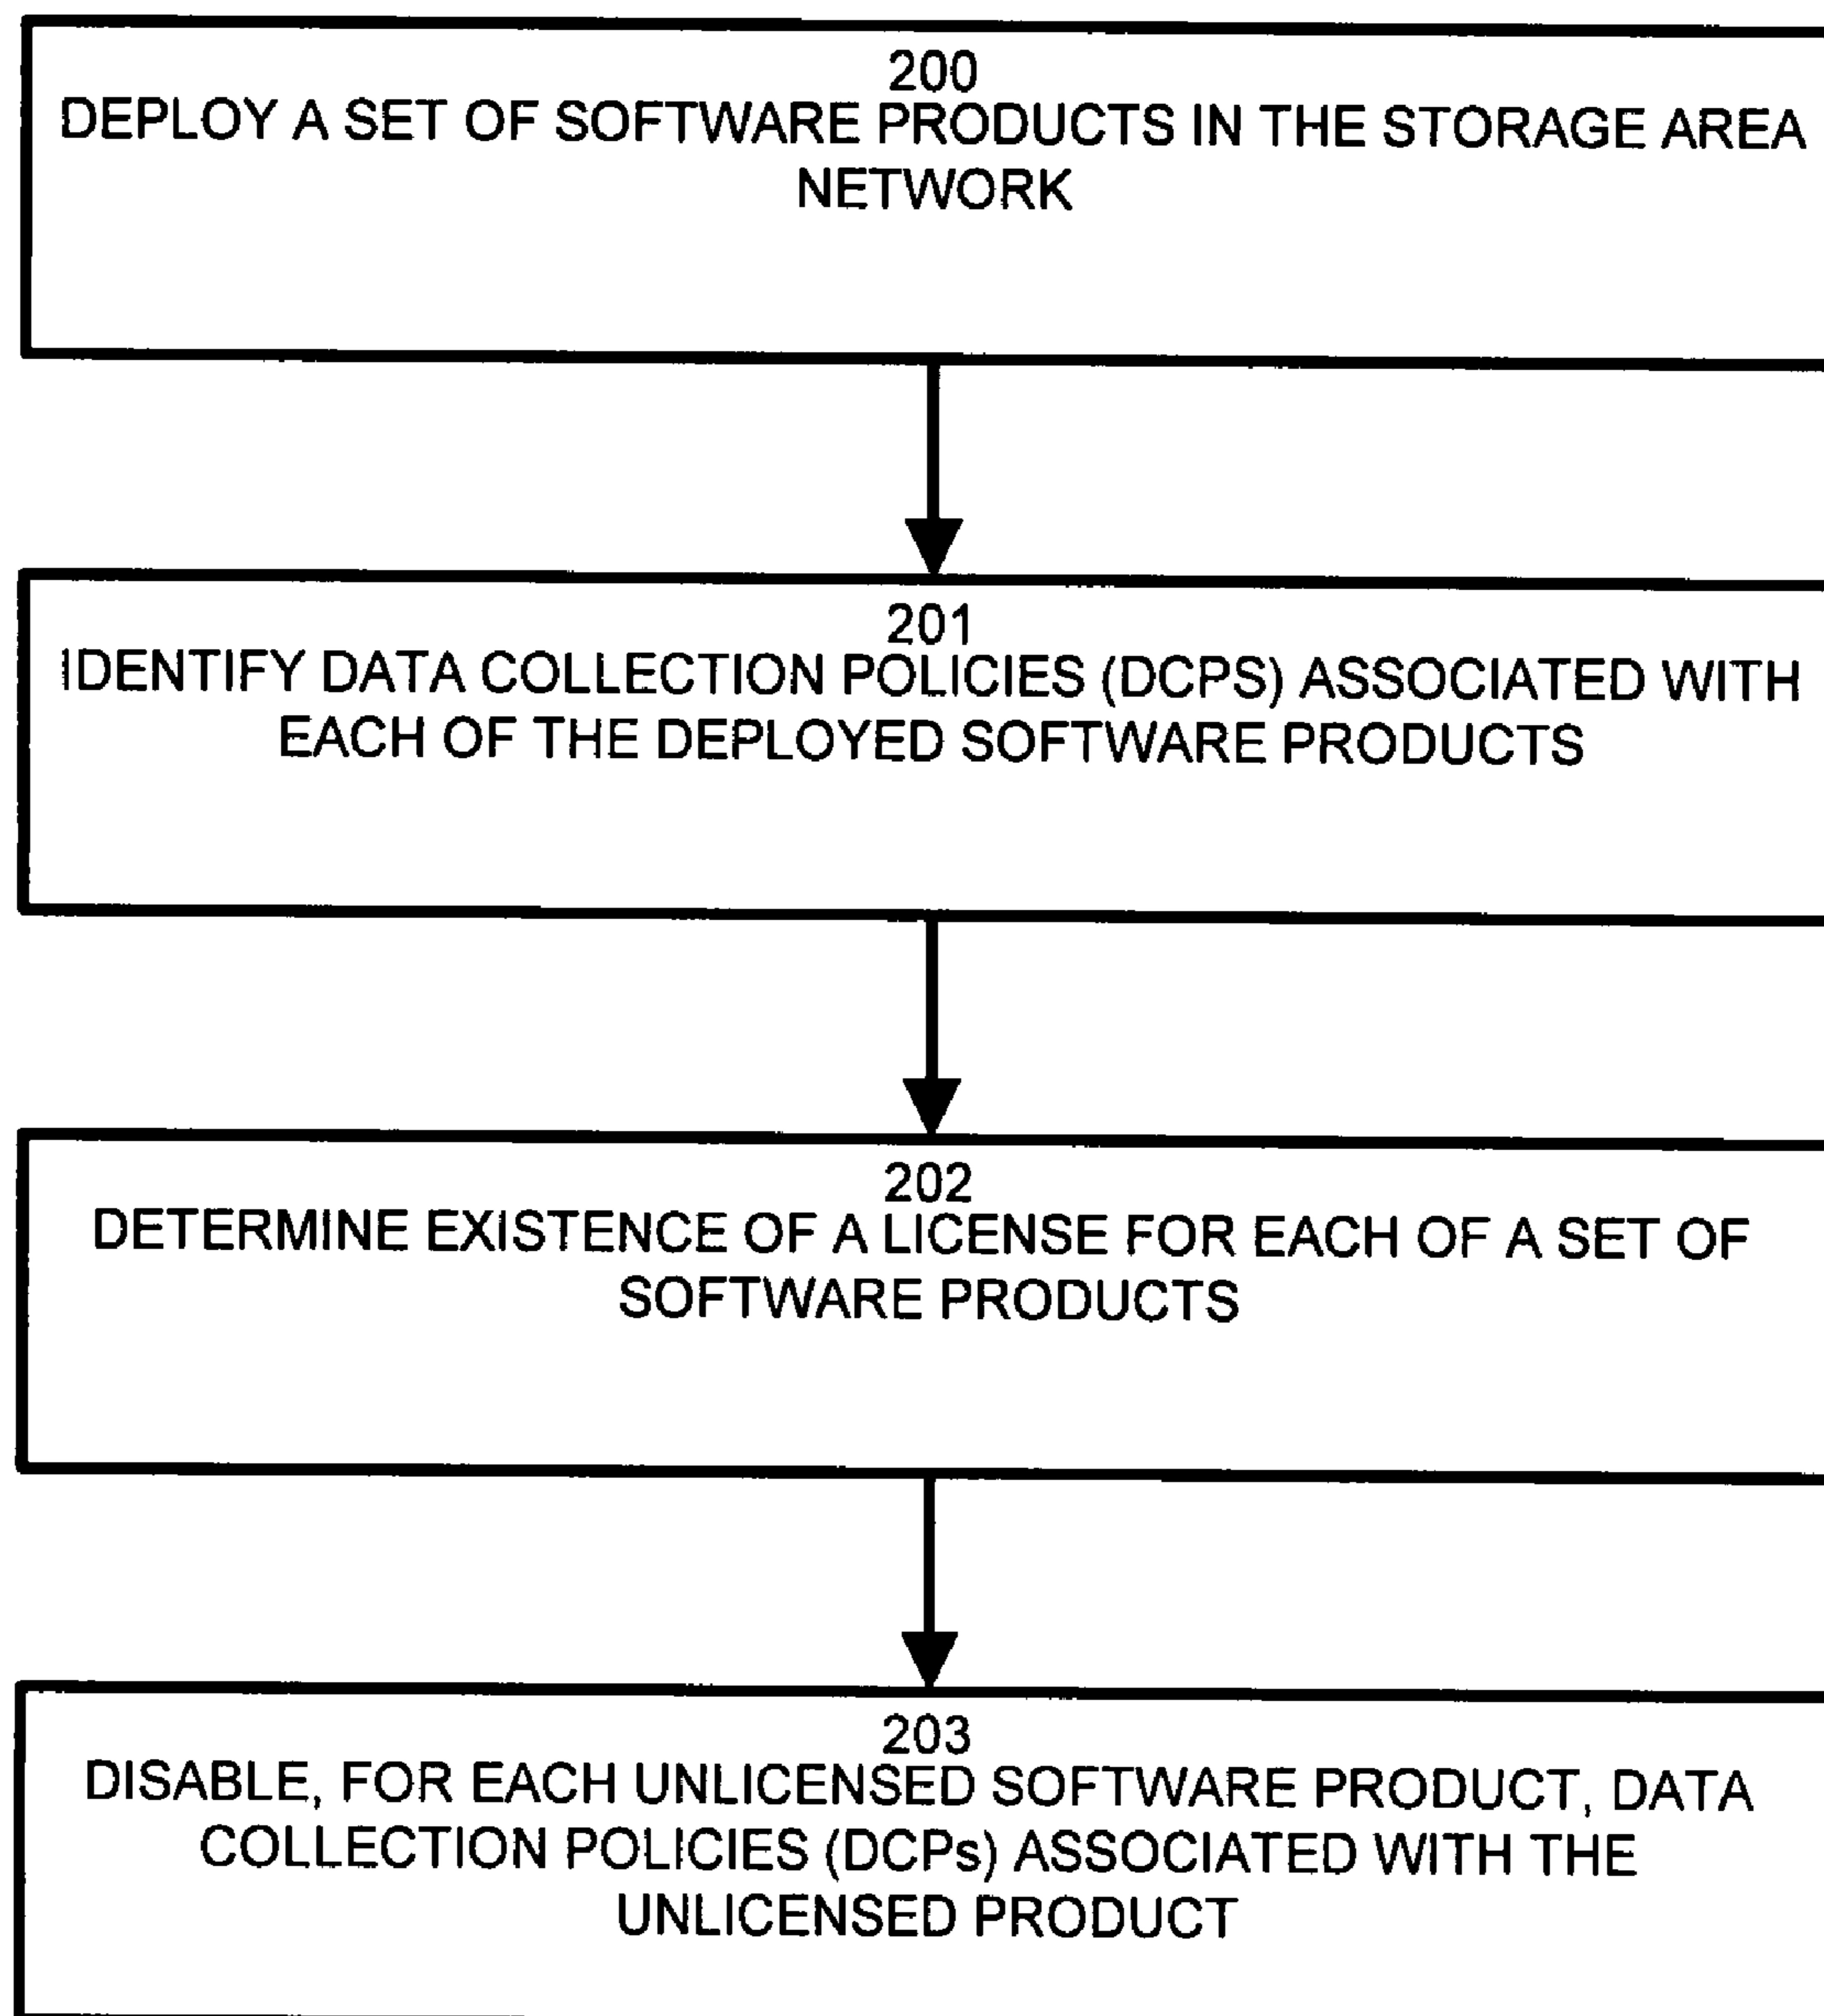 200
DEPLOY A SET OF SOFTWARE PRODUCTS IN THE STORAGE AREA
NETWORK
201
IDENTIFY DATA COLLECTION POLICIES (DCPS) ASSOCIATED WITH
EACH OF THE DEPLOYED SOFTWARE PRODUCTS
202
DETERMINE EXISTENCE OF A LICENSE FOR EACH OF A SET OF
SOFTWARE PRODUCTS
203
DISABLE, FOR EACH UNLICENSED SOFTWARE PRODUCT, DATA
COLLECTION POLICIES (DCPs) ASSOCIATED WITH THE
UNLICENSED PRODUCT